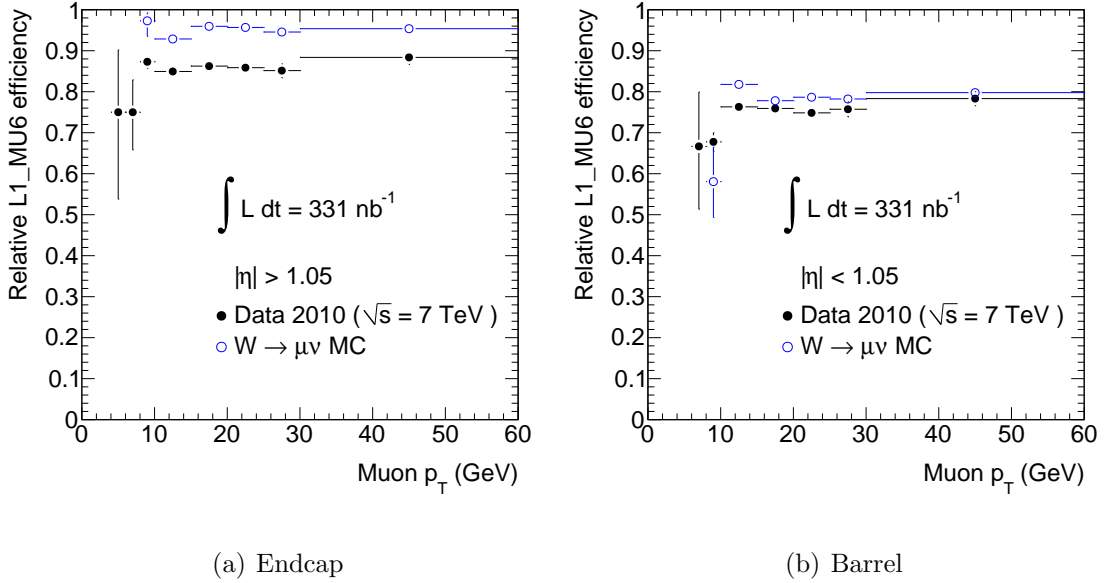 Relative L1_MU6 efficiency
1
0.9
0.8
0.7
0.6
0.5
0.4
0.3
0.2
0.1
0
∫ L dt = 331 nb⁻¹
|η| > 1.05
Data 2010 (√s = 7 TeV )
W → μν MC
0 10 20 30 40 50 60
Muon p_T (GeV)
(a) Endcap
Relative L1_MU6 efficiency
1
0.9
0.8
0.7
0.6
0.5
0.4
0.3
0.2
0.1
0
∫ L dt = 331 nb⁻¹
|η| < 1.05
Data 2010 (√s = 7 TeV )
W → μν MC
0 10 20 30 40 50 60
Muon p_T (GeV)
(b) Barrel